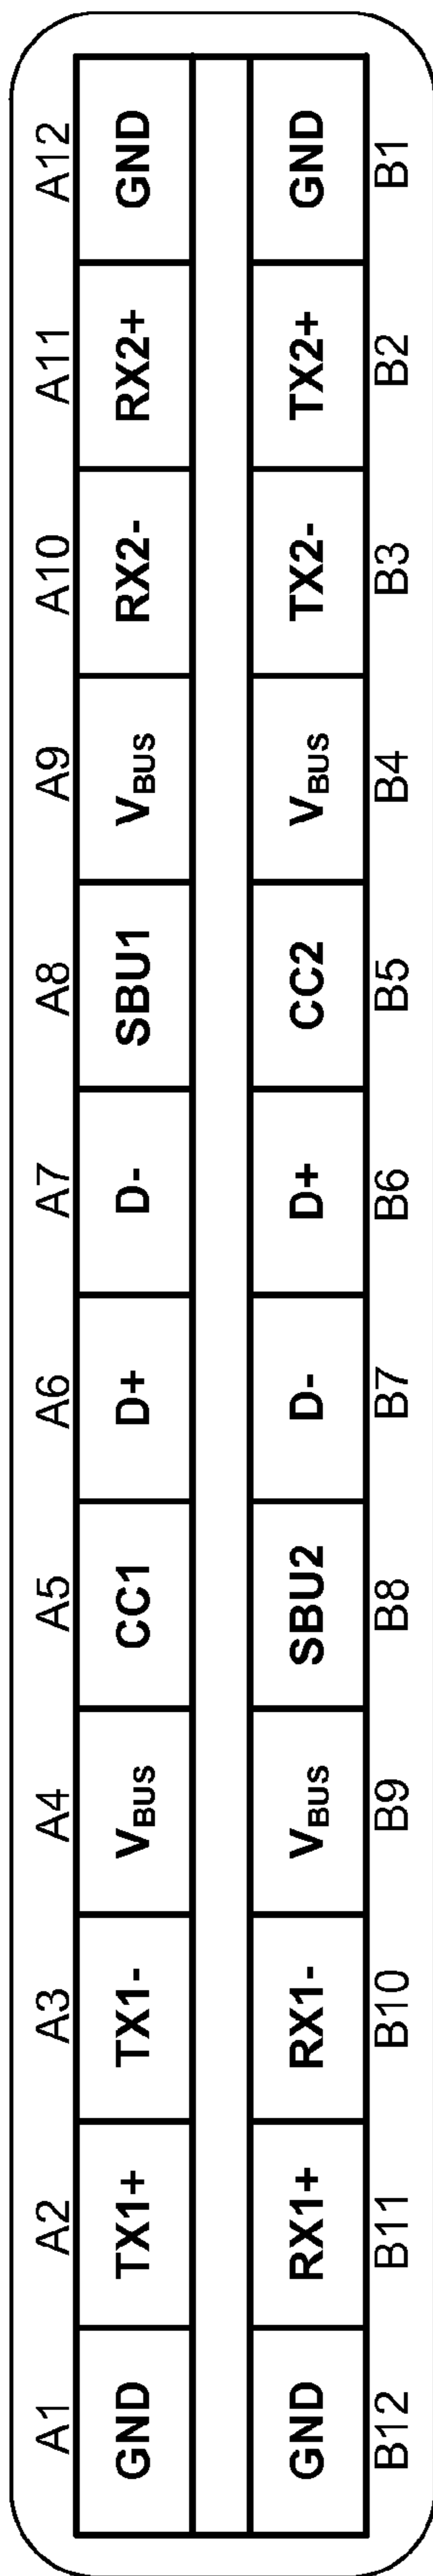 A1 A2 A3 A4 A5 A6 A7 A8 A9 A10 A11 A12
GND TX1+ TX1- VBUS CC1 D+ D- SBU1 VBUS RX2- RX2+ GND
GND RX1+ RX1- VBUS SBU2 D- D+ CC2 VBUS TX2- TX2+ GND
B12 B11 B10 B9 B8 B7 B6 B5 B4 B3 B2 B1